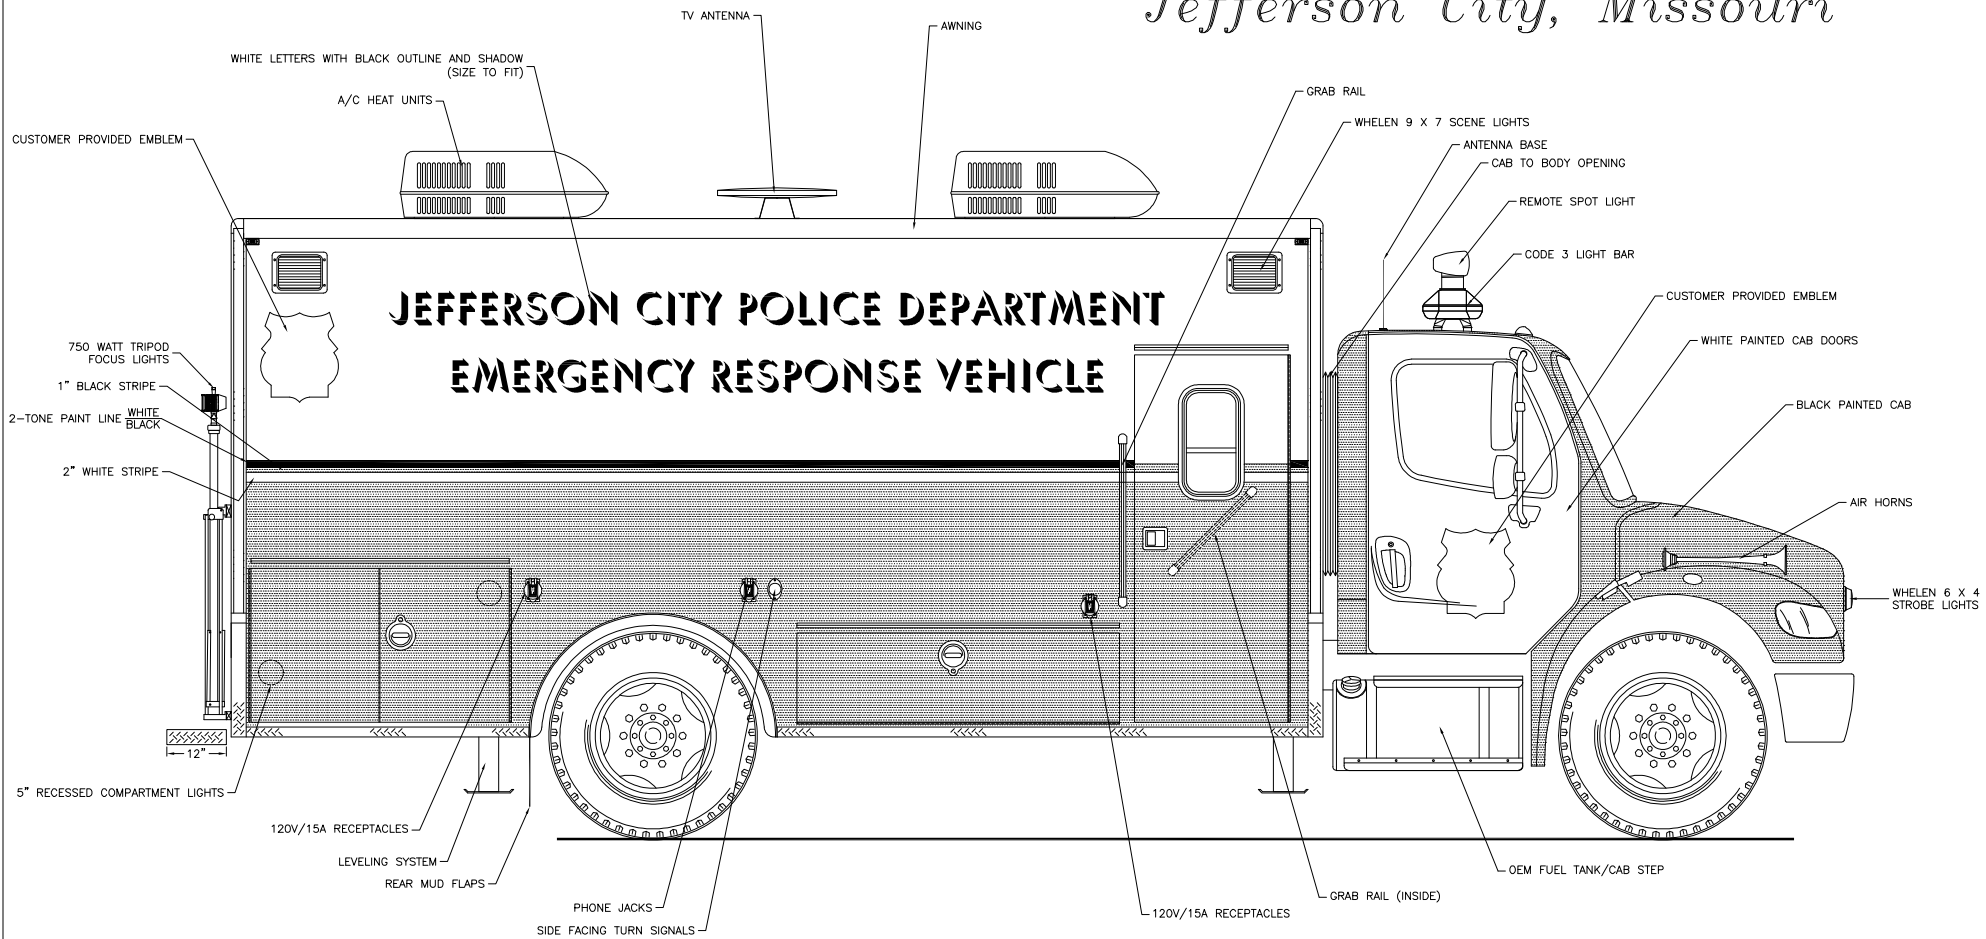 Jefferson City, Missouri
TV ANTENNA
AWNING
WHITE LETTERS WITH BLACK OUTLINE AND SHADOW
(SIZE TO FIT)
A/C HEAT UNITS
GRAB RAIL
WHELEN 9 X 7 SCENE LIGHTS
CUSTOMER PROVIDED EMBLEM
ANTENNA BASE
CAB TO BODY OPENING
REMOTE SPOT LIGHT
CODE 3 LIGHT BAR
CUSTOMER PROVIDED EMBLEM
JEFFERSON CITY POLICE DEPARTMENT
EMERGENCY RESPONSE VEHICLE
WHITE PAINTED CAB DOORS
750 WATT TRIPOD
FOCUS LIGHTS
1" BLACK STRIPE
2-TONE PAINT LINE WHITE
BLACK
BLACK PAINTED CAB
2" WHITE STRIPE
AIR HORNS
WHELEN 6 X 4
STROBE LIGHTS
12"
5" RECESSED COMPARTMENT LIGHTS
120V/15A RECEPTACLES
LEVELING SYSTEM
REAR MUD FLAPS
OEM FUEL TANK/CAB STEP
GRAB RAIL (INSIDE)
PHONE JACKS
120V/15A RECEPTACLES
SIDE FACING TURN SIGNALS